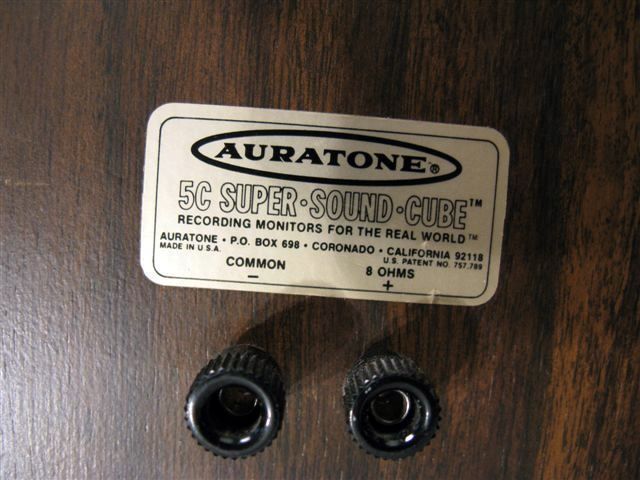 AURATONE®
5C SUPER·SOUND·CUBE™
RECORDING MONITORS FOR THE REAL WORLD™
AURATONE · P.O. BOX 698 · CORONADO · CALIFORNIA 92118
MADE IN U.S.A. U.S. PATENT NO. 757,789
COMMON 8 OHMS
− +